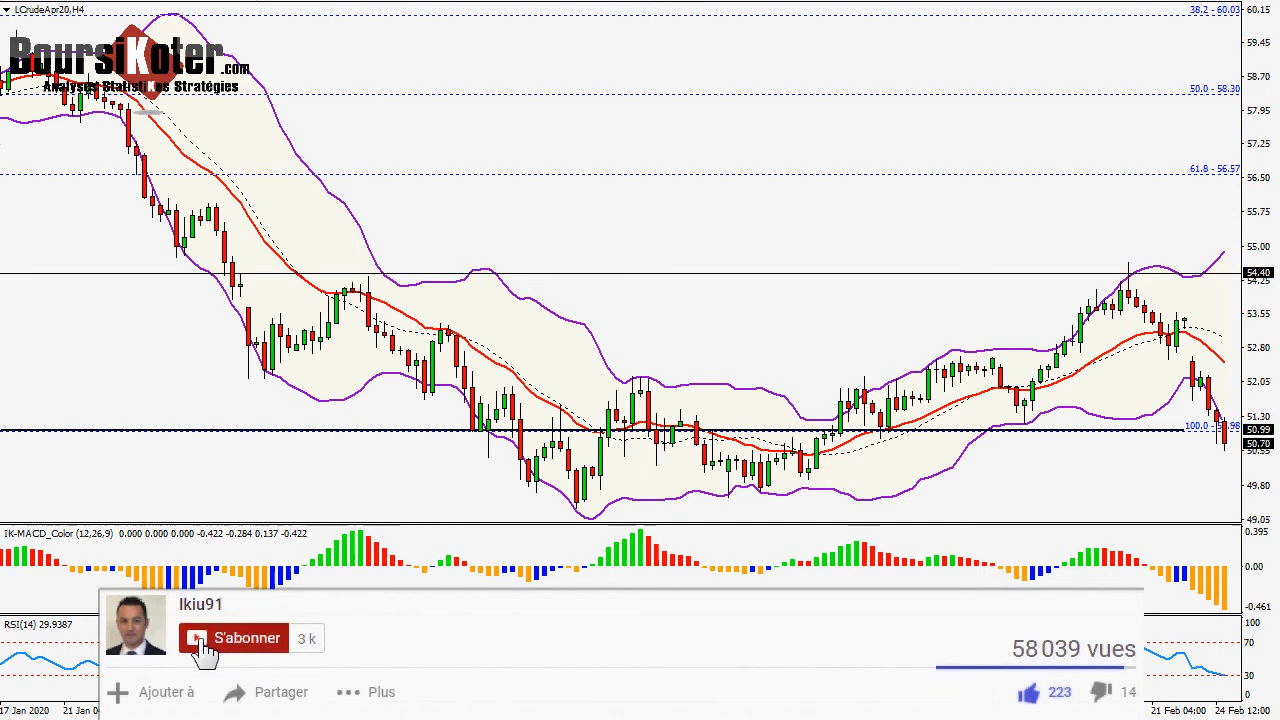 LCrudeApr20,H4
BoursiKoter.com
Analyses StatistiKes Stratégies
38.2 - 60.03
50.0 - 58.30
61.8 - 56.57
60.15
59.45
58.70
57.95
57.25
56.50
55.75
55.00
54.40
54.25
53.55
52.80
52.05
51.30
50.99
50.70
50.55
49.80
49.05
IK-MACD_Color (12,26,9) 0.000 0.000 0.000 -0.422 -0.284 0.137 -0.422
0.395
0.00
-0.461
RSI(14) 29.9387
100
70
30
0
Ikiu91
S'abonner
3 k
58 039 vues
Ajouter à
Partager
Plus
223
14
17 Jan 2020
21 Jan
21 Feb 04:00
24 Feb 12:00